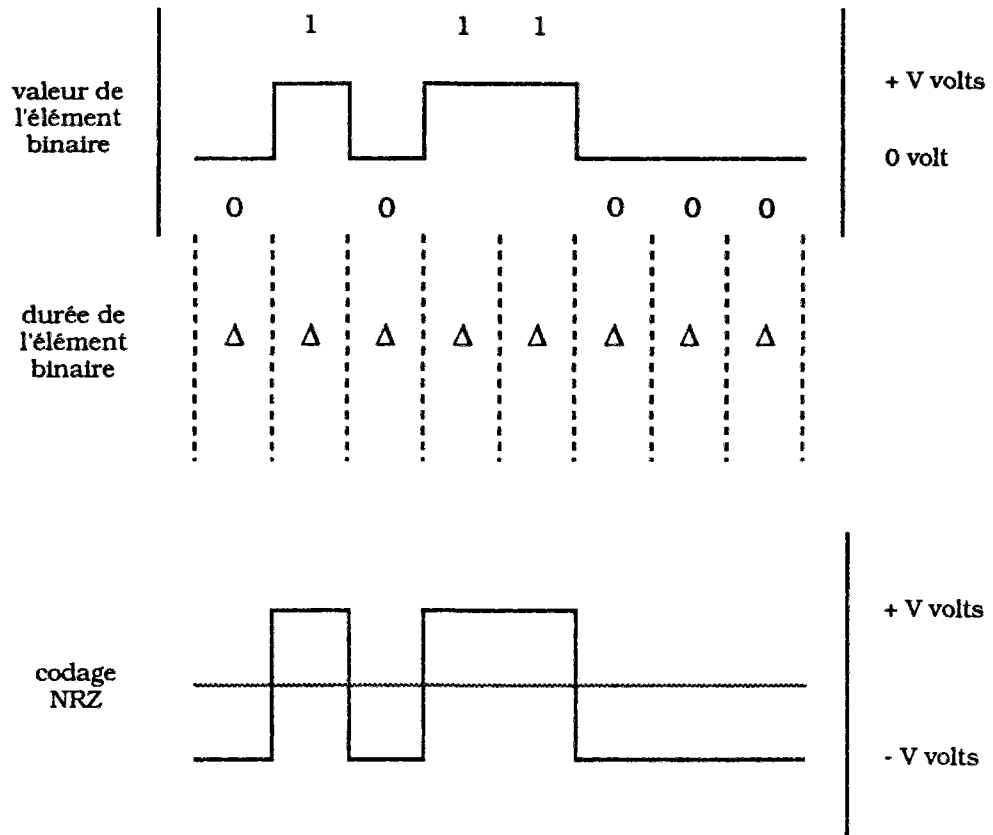 1 1 1
valeur de
l'élément
binaire
+ V volts
0 volt
0 0 0 0 0
durée de
l'élément
binaire
Δ Δ Δ Δ Δ Δ Δ Δ
codage
NRZ
+ V volts
- V volts